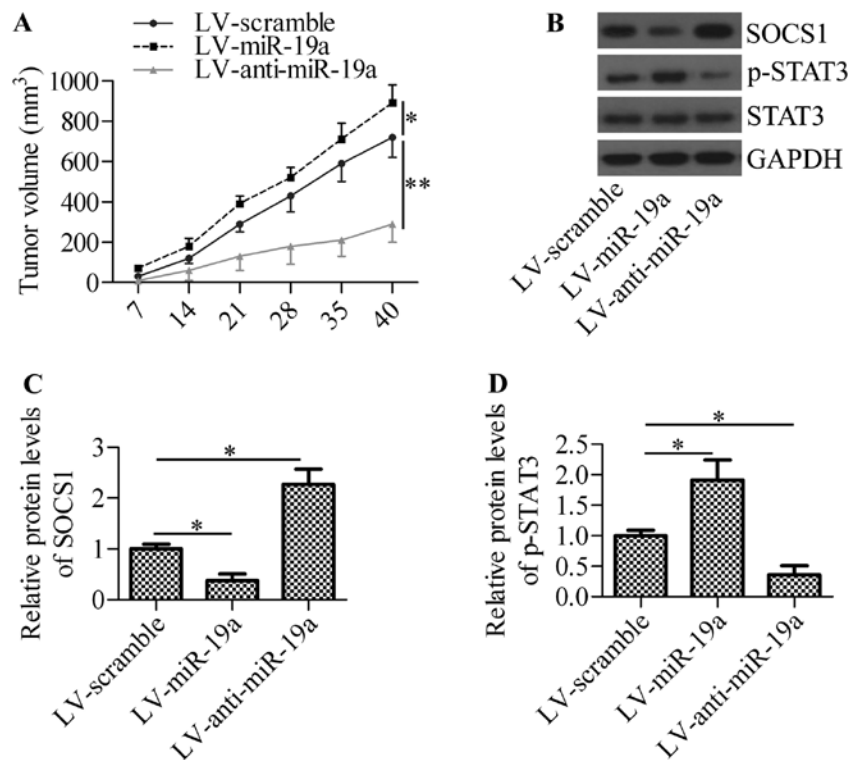 A
LV-scramble
LV-miR-19a
LV-anti-miR-19a
Tumor volume (mm³)
1000
800
600
400
200
0
7
14
21
28
35
40
*
**
B
SOCS1
p-STAT3
STAT3
GAPDH
LV-scramble
LV-miR-19a
LV-anti-miR-19a
C
Relative protein levels
of SOCS1
3
2
1
0
*
*
LV-scramble
LV-miR-19a
LV-anti-miR-19a
D
Relative protein levels
of p-STAT3
2.5
2.0
1.5
1.0
0.5
0.0
*
*
LV-scramble
LV-miR-19a
LV-anti-miR-19a